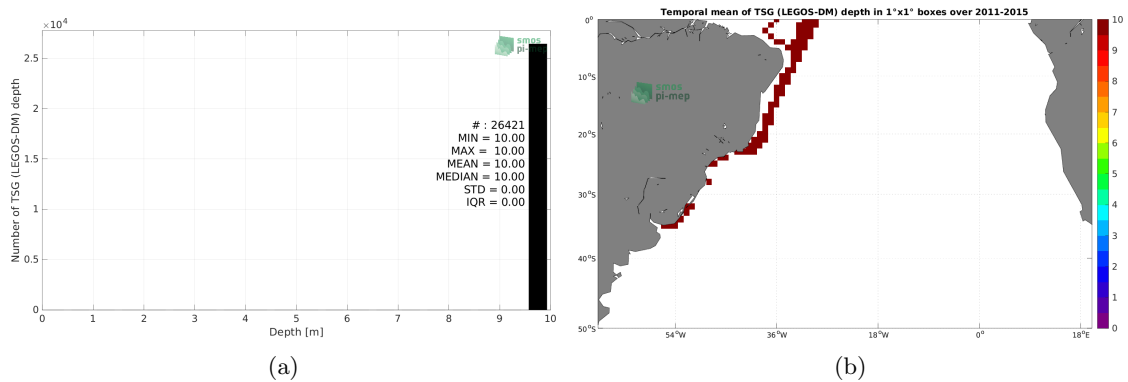 ×10⁴
2.5
2
1.5
1
0.5
0
Number of TSG (LEGOS-DM) depth
smos
pi-mep
# : 26421
MIN = 10.00
MAX = 10.00
MEAN = 10.00
MEDIAN = 10.00
STD = 0.00
IQR = 0.00
0 1 2 3 4 5 6 7 8 9 10
Depth [m]
(a)
Temporal mean of TSG (LEGOS-DM) depth in 1°x1° boxes over 2011-2015
0°
10°S
20°S
30°S
40°S
50°S
smos
pi-mep
54°W 36°W 18°W 0° 18°E
10
9
8
7
6
5
4
3
2
1
0
(b)